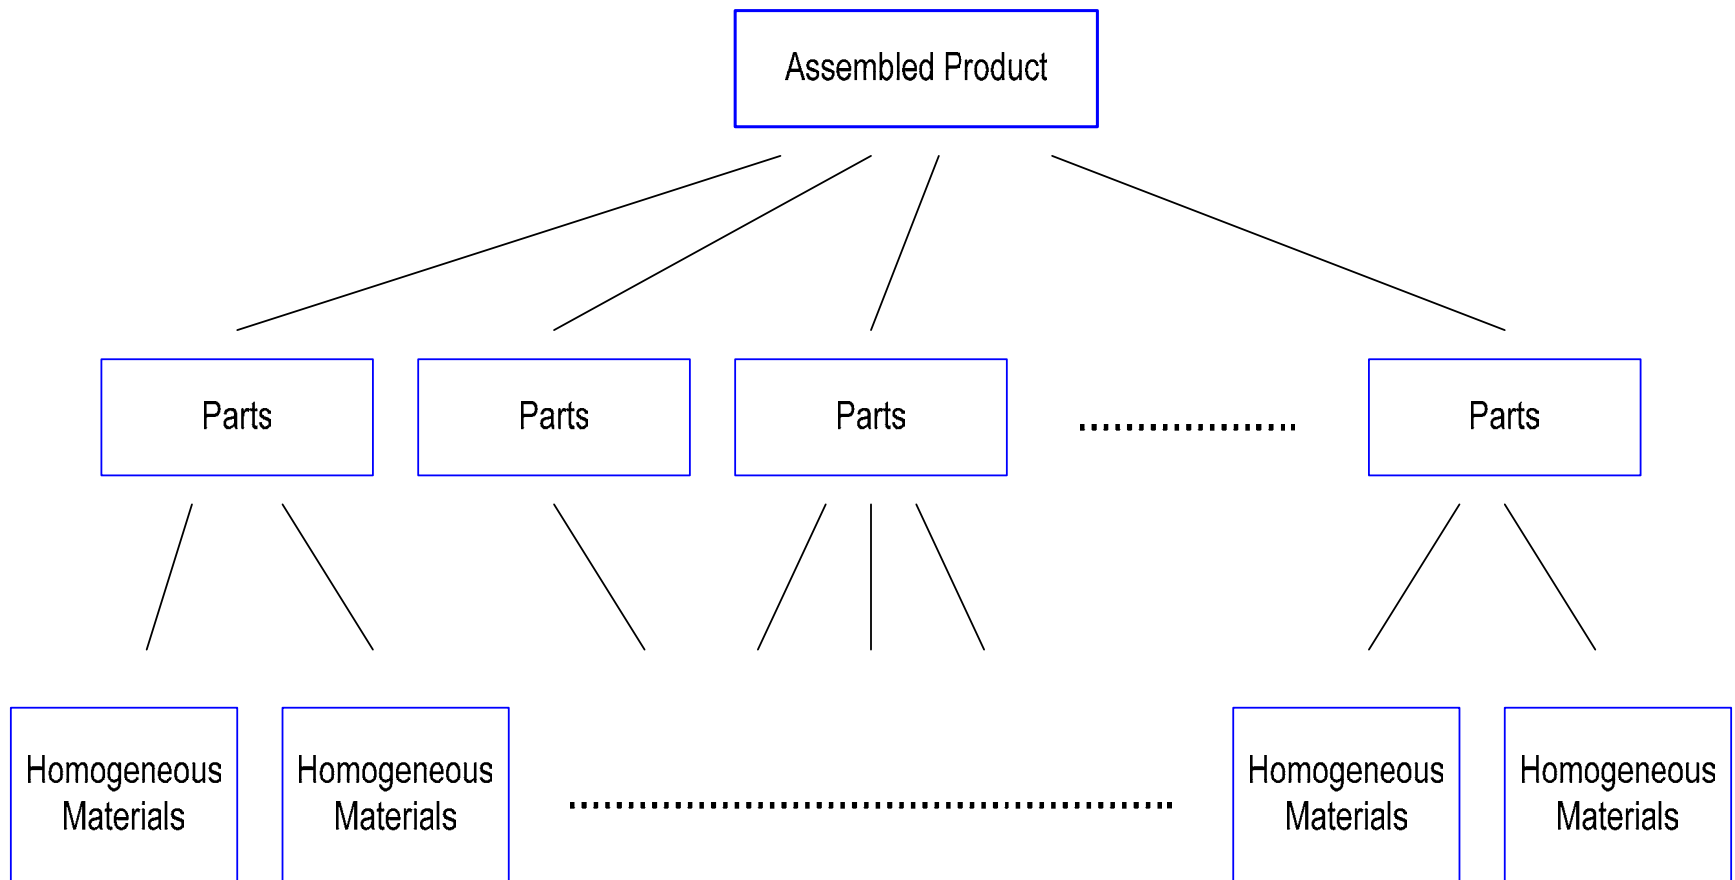 Assembled Product
Parts
Parts
Parts
Parts
Homogeneous
Materials
Homogeneous
Materials
Homogeneous
Materials
Homogeneous
Materials